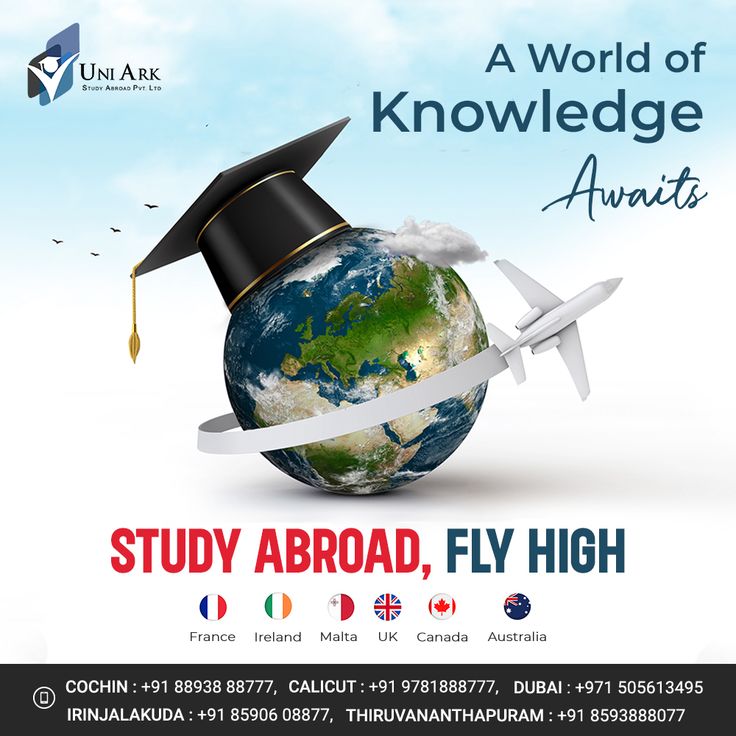 UNI ARK
STUDY ABROAD PVT. LTD
A World of
Knowledge
Awaits
STUDY ABROAD, FLY HIGH
France Ireland Malta UK Canada Australia
COCHIN : +91 88938 88777, CALICUT : +91 9781888777, DUBAI : +971 505613495
IRINJALAKUDA : +91 85906 08877, THIRUVANANTHAPURAM : +91 8593888077